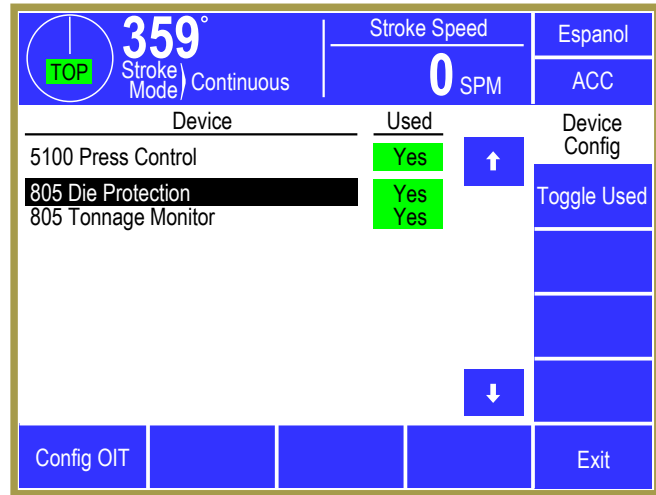 359°
TOP
Stroke Mode) Continuous
Stroke Speed
0 SPM
Espanol
ACC
Device Used
5100 Press Control Yes
805 Die Protection Yes
805 Tonnage Monitor Yes
Device
Config
Toggle Used
Config OIT
Exit